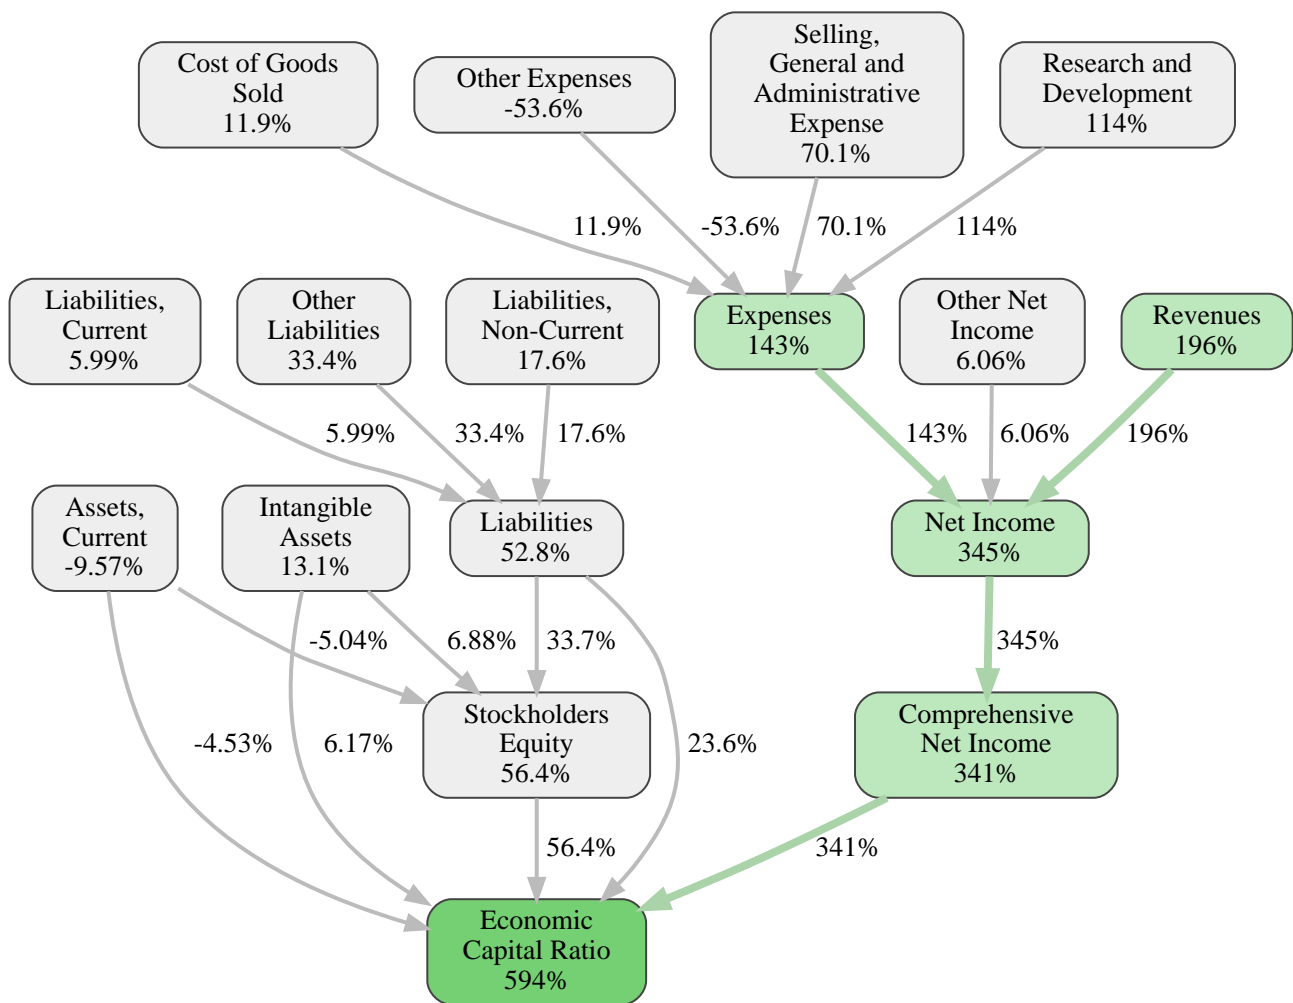 Cost of Goods
Sold
11.9%
Other Expenses
-53.6%
Selling,
General and
Administrative
Expense
70.1%
Research and
Development
114%
11.9%
-53.6%
70.1%
114%
Liabilities,
Current
5.99%
Other
Liabilities
33.4%
Liabilities,
Non-Current
17.6%
Expenses
143%
Other Net
Income
6.06%
Revenues
196%
5.99%
33.4%
17.6%
143%
6.06%
196%
Assets,
Current
-9.57%
Intangible
Assets
13.1%
Liabilities
52.8%
Net Income
345%
-5.04%
6.88%
33.7%
345%
-4.53%
6.17%
Stockholders
Equity
56.4%
23.6%
Comprehensive
Net Income
341%
56.4%
341%
Economic
Capital Ratio
594%